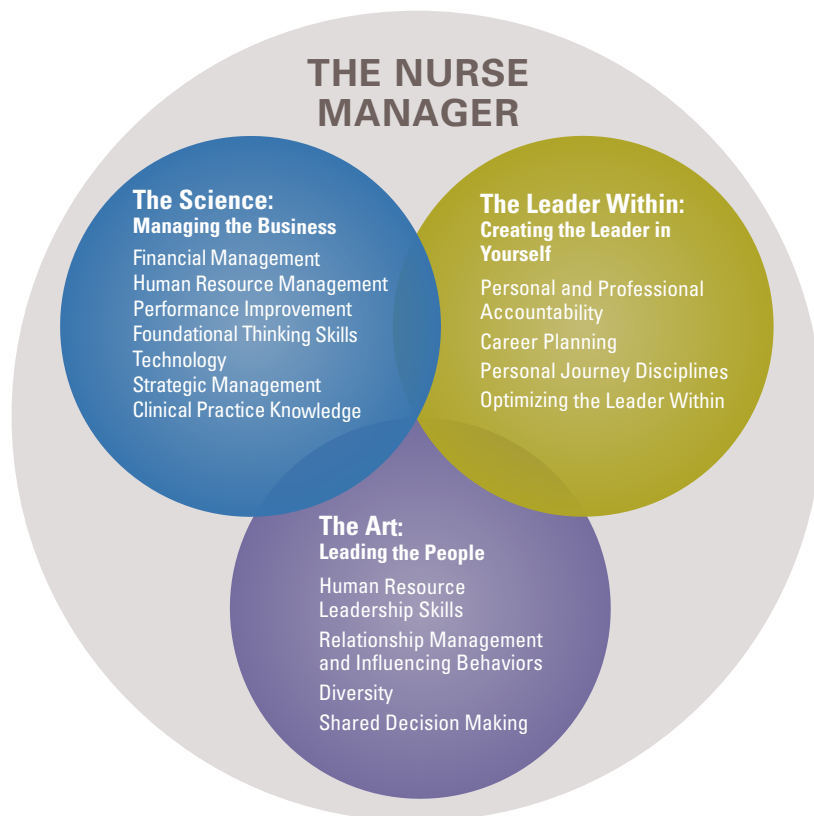 THE NURSE
MANAGER
The Science:
Managing the Business
Financial Management
Human Resource Management
Performance Improvement
Foundational Thinking Skills
Technology
Strategic Management
Clinical Practice Knowledge
The Leader Within:
Creating the Leader in
Yourself
Personal and Professional
Accountability
Career Planning
Personal Journey Disciplines
Optimizing the Leader Within
The Art:
Leading the People
Human Resource
Leadership Skills
Relationship Management
and Influencing Behaviors
Diversity
Shared Decision Making